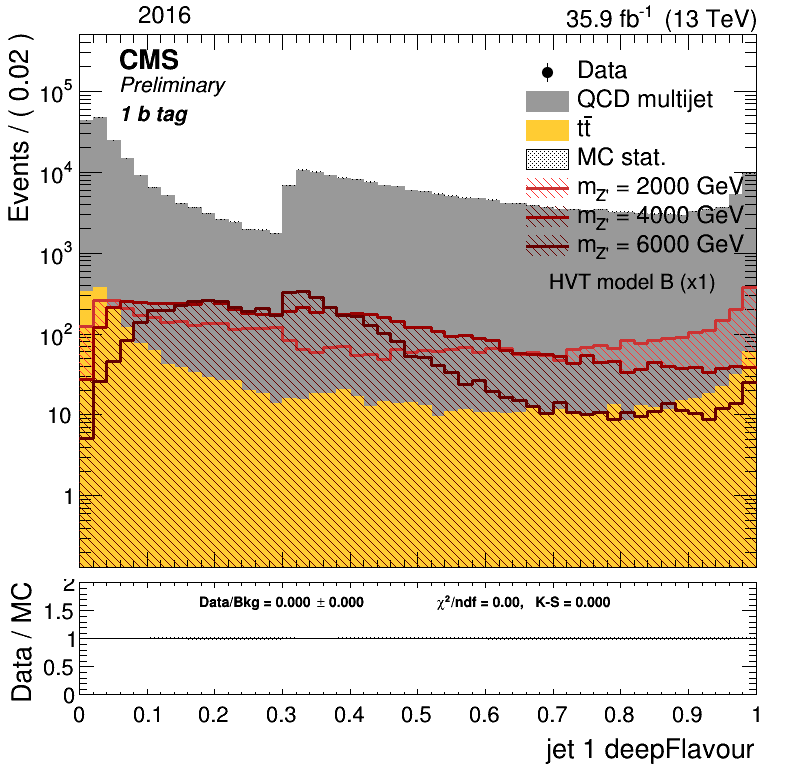 2016 35.9 fb⁻¹ (13 TeV)
CMS
Preliminary
1 b tag
Data
QCD multijet
tt̄
MC stat.
m_Z' = 2000 GeV
m_Z' = 4000 GeV
m_Z' = 6000 GeV
HVT model B (x1)
Events / ( 0.02 )
10⁵
10⁴
10³
10²
10
1
Data / MC
2
1.5
1
0.5
0
Data/Bkg = 0.000 ± 0.000 χ²/ndf = 0.00, K-S = 0.000
0 0.1 0.2 0.3 0.4 0.5 0.6 0.7 0.8 0.9 1
jet 1 deepFlavour